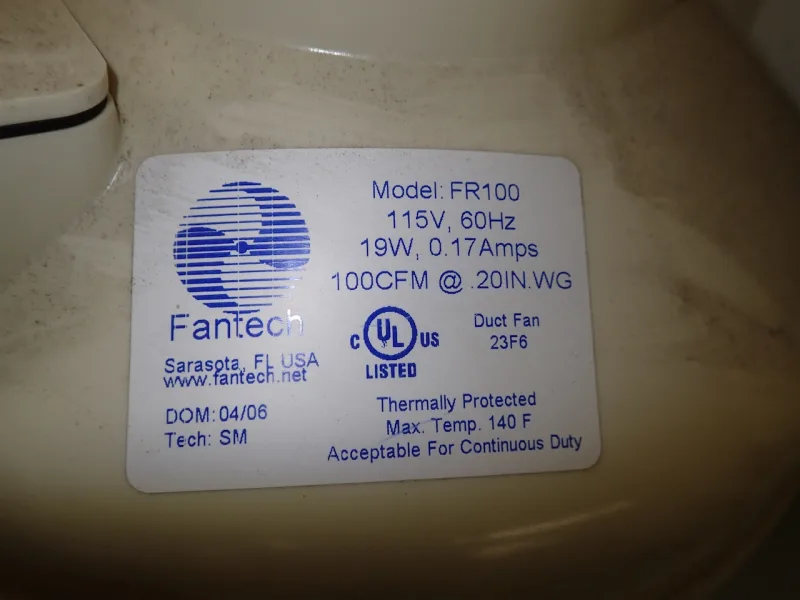 Model: FR100
115V, 60Hz
19W, 0.17Amps
100CFM @ .20IN.WG
Fantech
Sarasota, FL USA
www.fantech.net
DOM: 04/06
Tech: SM
C UL US
LISTED
Duct Fan
23F6
Thermally Protected
Max. Temp. 140 F
Acceptable For Continuous Duty